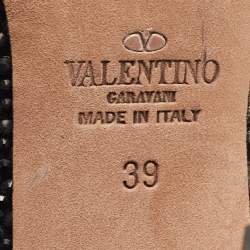 VALENTINO
GARAVANI
MADE IN ITALY
39